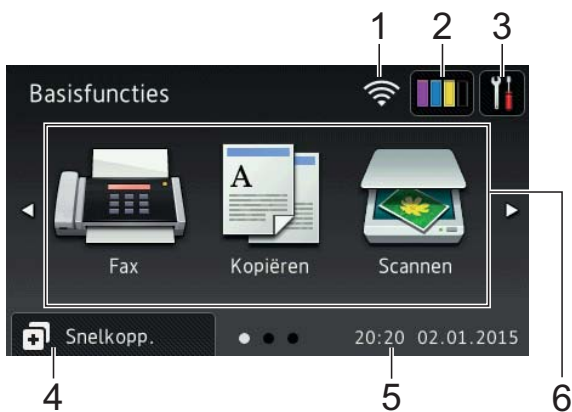 1 2 3
Basisfuncties
A
Fax Kopiëren Scannen
Snelkopp. 20:20 02.01.2015
4 5 6